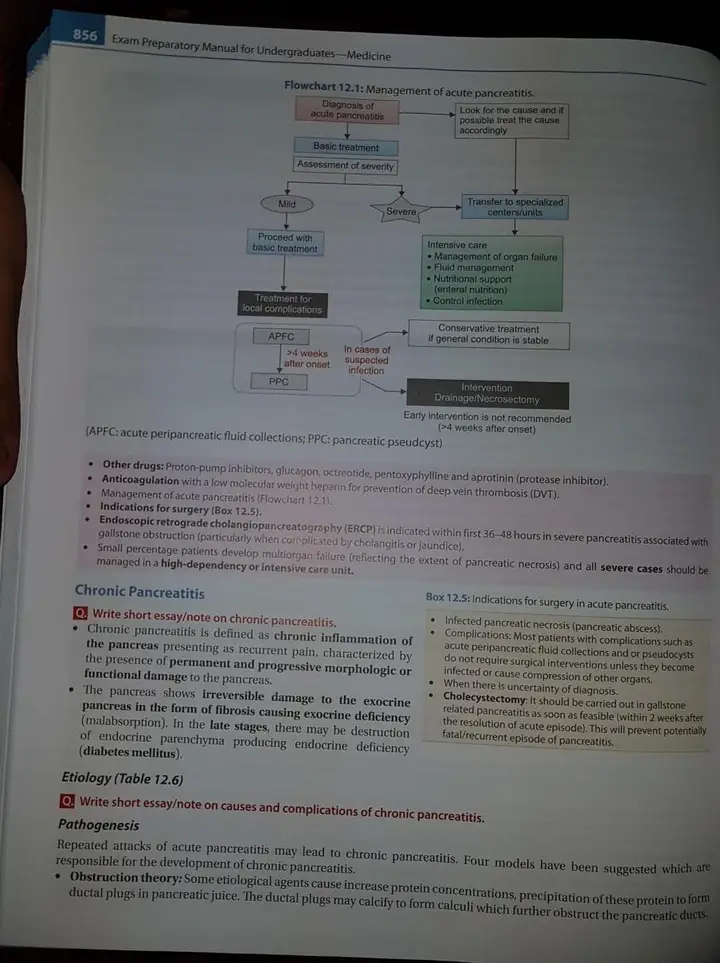 856
Exam Preparatory Manual for Undergraduates—Medicine
Flowchart 12.1: Management of acute pancreatitis.
Diagnosis of
acute pancreatitis
Look for the cause and if
possible treat the cause
accordingly
Basic treatment
Assessment of severity
Mild
Severe
Transfer to specialized
centers/units
Proceed with
basic treatment
Intensive care
• Management of organ failure
• Fluid management
• Nutritional support
(enteral nutrition)
• Control infection
Treatment for
local complications
APFC
>4 weeks
after onset
PPC
In cases of
suspected
infection
Conservative treatment
if general condition is stable
Intervention
Drainage/Necrosectomy
Early intervention is not recommended
(>4 weeks after onset)
(APFC: acute peripancreatic fluid collections; PPC: pancreatic pseudcyst)
• Other drugs: Proton-pump inhibitors, glucagon, octreotide, pentoxyphylline and aprotinin (protease inhibitor).
• Anticoagulation with a low molecular weight heparin for prevention of deep vein thrombosis (DVT).
• Management of acute pancreatitis (Flowchart 12.1).
• Indications for surgery (Box 12.5).
• Endoscopic retrograde cholangiopancreatography (ERCP) is indicated within first 36–48 hours in severe pancreatitis associated with
gallstone obstruction (particularly when complicated by cholangitis or jaundice).
• Small percentage patients develop multiorgan failure (reflecting the extent of pancreatic necrosis) and all severe cases should be
managed in a high-dependency or intensive care unit.
Chronic Pancreatitis
Q. Write short essay/note on chronic pancreatitis.
• Chronic pancreatitis is defined as chronic inflammation of
the pancreas presenting as recurrent pain, characterized by
the presence of permanent and progressive morphologic or
functional damage to the pancreas.
• The pancreas shows irreversible damage to the exocrine
pancreas in the form of fibrosis causing exocrine deficiency
(malabsorption). In the late stages, there may be destruction
of endocrine parenchyma producing endocrine deficiency
(diabetes mellitus).
Box 12.5: Indications for surgery in acute pancreatitis.
• Infected pancreatic necrosis (pancreatic abscess).
• Complications: Most patients with complications such as
acute peripancreatic fluid collections and or pseudocysts
do not require surgical interventions unless they become
infected or cause compression of other organs.
• When there is uncertainty of diagnosis.
• Cholecystectomy: It should be carried out in gallstone
related pancreatitis as soon as feasible (within 2 weeks after
the resolution of acute episode). This will prevent potentially
fatal/recurrent episode of pancreatitis.
Etiology (Table 12.6)
Q. Write short essay/note on causes and complications of chronic pancreatitis.
Pathogenesis
Repeated attacks of acute pancreatitis may lead to chronic pancreatitis. Four models have been suggested which are
responsible for the development of chronic pancreatitis.
• Obstruction theory: Some etiological agents cause increase protein concentrations, precipitation of these protein to form
ductal plugs in pancreatic juice. The ductal plugs may calcify to form calculi which further obstruct the pancreatic ducts.